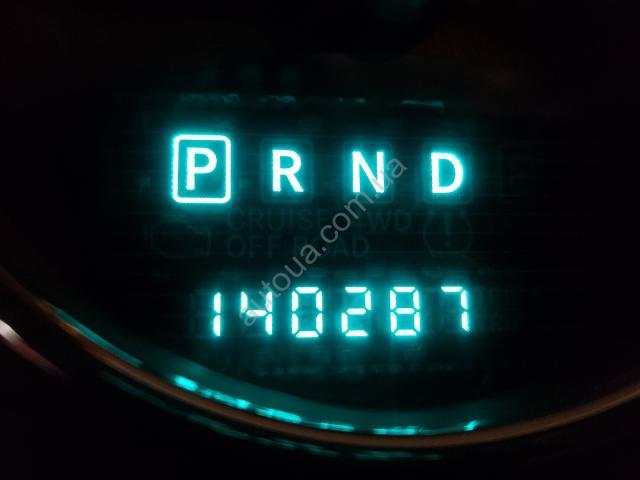 P R N D
CRUISE 4WD
OFF ROAD
140287
autoua.com.ua